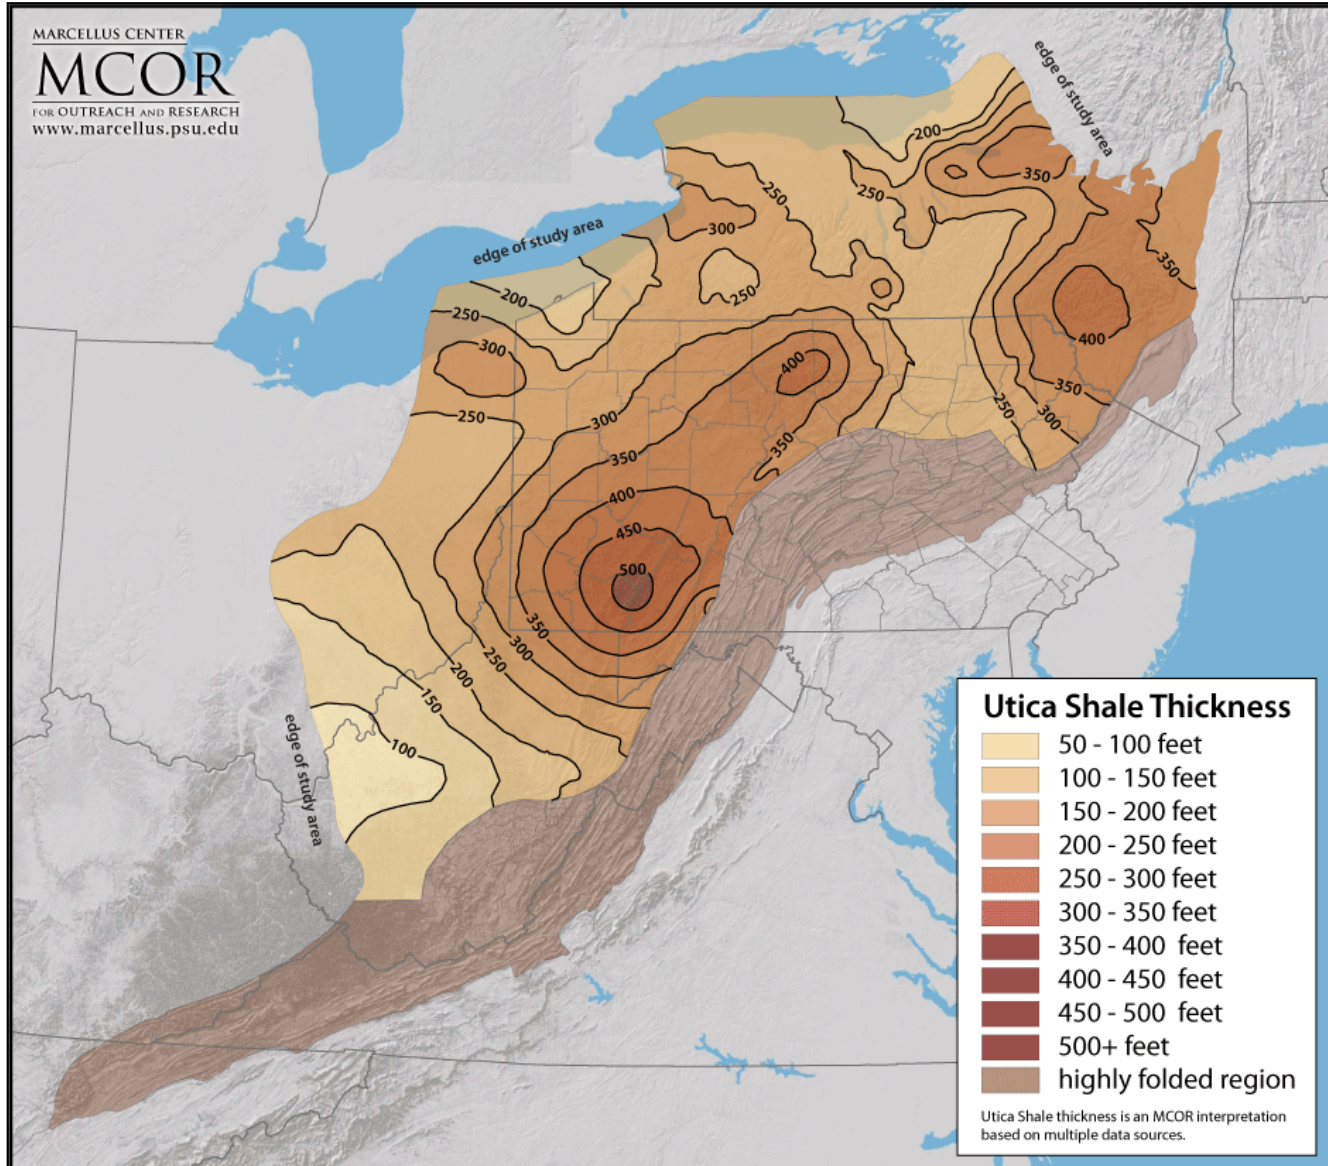 MARCELLUS CENTER
MCOR
FOR OUTREACH AND RESEARCH
www.marcellus.psu.edu
edge of study area
200
350
250
250
300
edge of study area
350
250
200
250
400
300
400
350
250
300
250
300
350
350
400
450
500
350
300
250
200
150
100
edge of study area
Utica Shale Thickness
50 - 100 feet
100 - 150 feet
150 - 200 feet
200 - 250 feet
250 - 300 feet
300 - 350 feet
350 - 400 feet
400 - 450 feet
450 - 500 feet
500+ feet
highly folded region
Utica Shale thickness is an MCOR interpretation
based on multiple data sources.